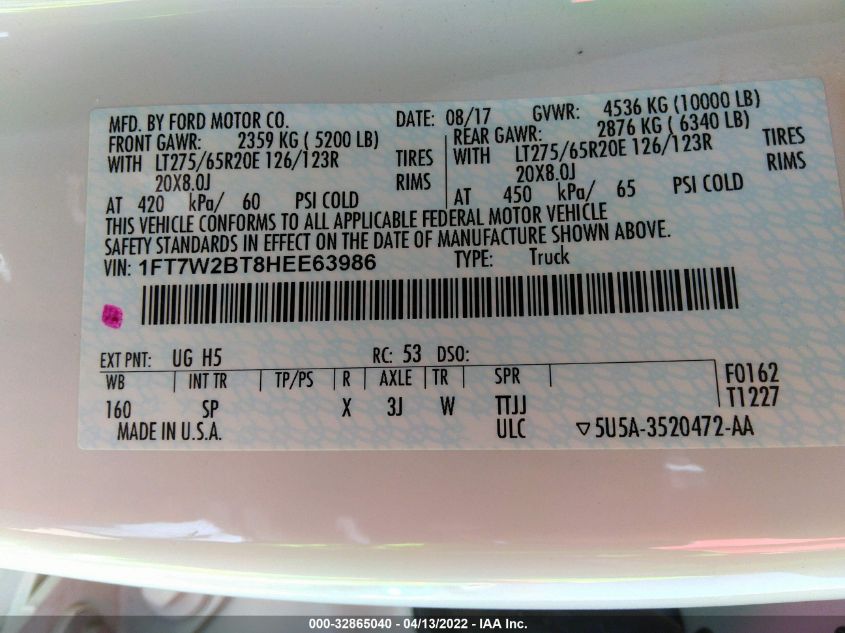 MFD. BY FORD MOTOR CO. DATE: 08/17 GVWR: 4536 KG (10000 LB)
FRONT GAWR: 2359 KG ( 5200 LB) REAR GAWR: 2876 KG ( 6340 LB)
WITH LT275/65R20E 126/123R TIRES WITH LT275/65R20E 126/123R TIRES
20X8.0J RIMS 20X8.0J RIMS
AT 420 kPa/ 60 PSI COLD AT 450 kPa/ 65 PSI COLD
THIS VEHICLE CONFORMS TO ALL APPLICABLE FEDERAL MOTOR VEHICLE
SAFETY STANDARDS IN EFFECT ON THE DATE OF MANUFACTURE SHOWN ABOVE.
VIN: 1FT7W2BT8HEE63986 TYPE: Truck
EXT PNT: UG H5 RC: 53 DSO:
WB INT TR TP/PS R AXLE TR SPR F0162
160 SP X 3J W TTJJ T1227
MADE IN U.S.A. ULC ▽5U5A-3520472-AA
000-32865040 - 04/13/2022 - IAA Inc.